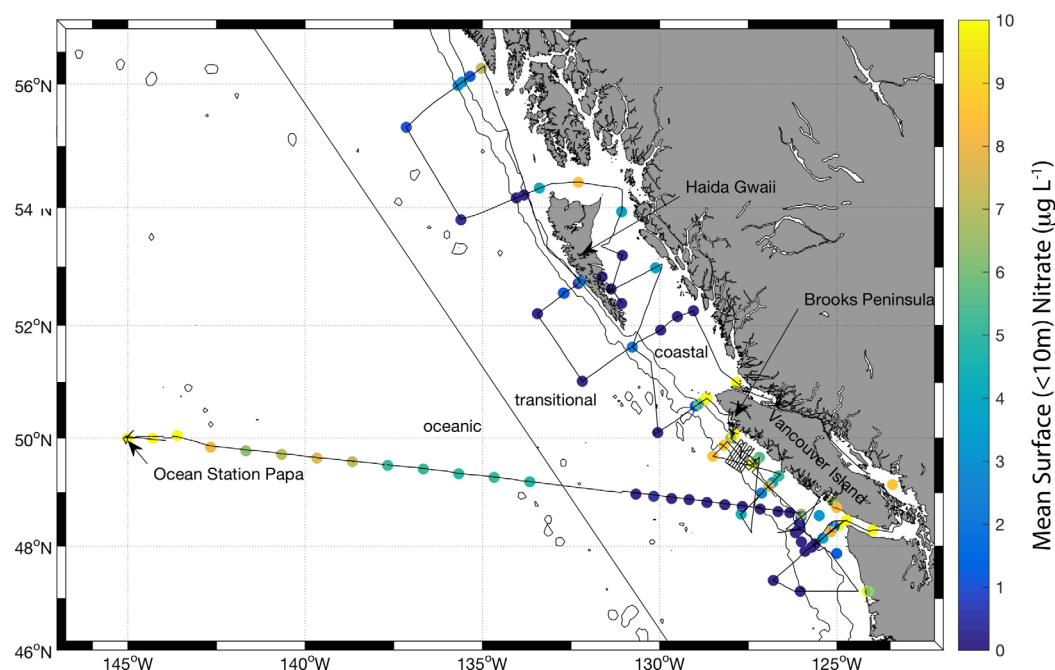 56°N
54 N
52°N
50°N
48°N
46°N
145°W
140°W
135°W
130°W
125°W
Haida Gwaii
Brooks Peninsula
coastal
transitional
oceanic
Vancouver Island
Ocean Station Papa
10
9
8
7
6
5
4
3
2
1
0
Mean Surface (<10m) Nitrate (µg L-1)